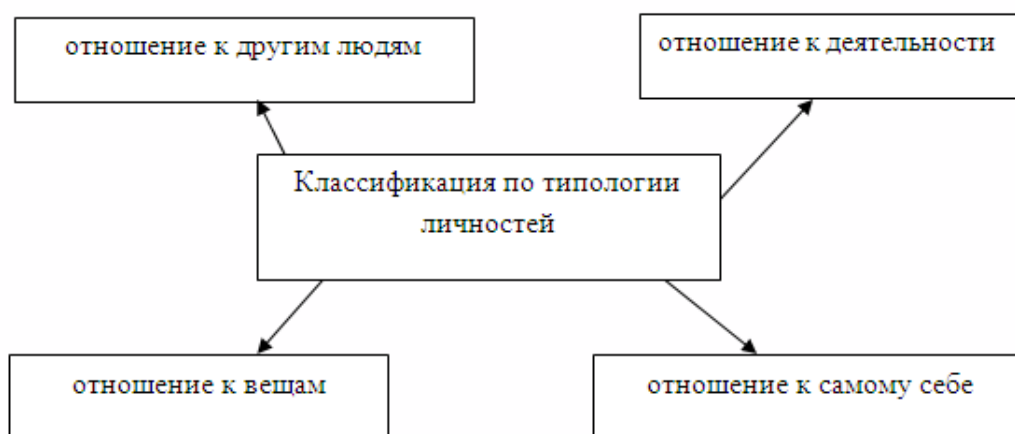 отношение к другим людям
отношение к деятельности
Классификация по типологии
личностей
отношение к вещам
отношение к самому себе